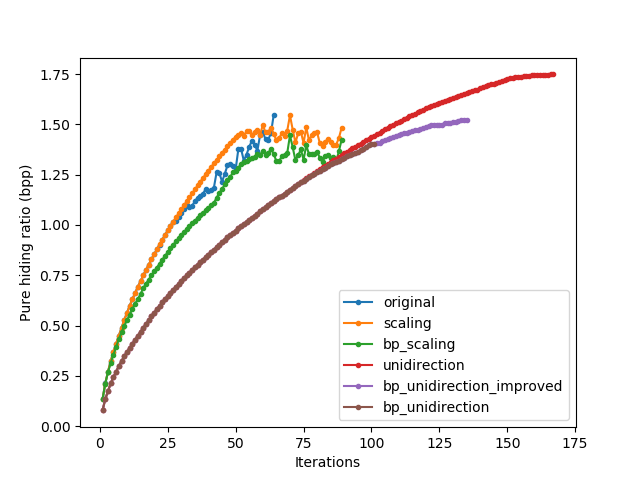 1.75
1.50
1.25
1.00
0.75
0.50
0.25
0.00
Pure hiding ratio (bpp)
original
scaling
bp_scaling
unidirection
bp_unidirection_improved
bp_unidirection
0 25 50 75 100 125 150 175
Iterations